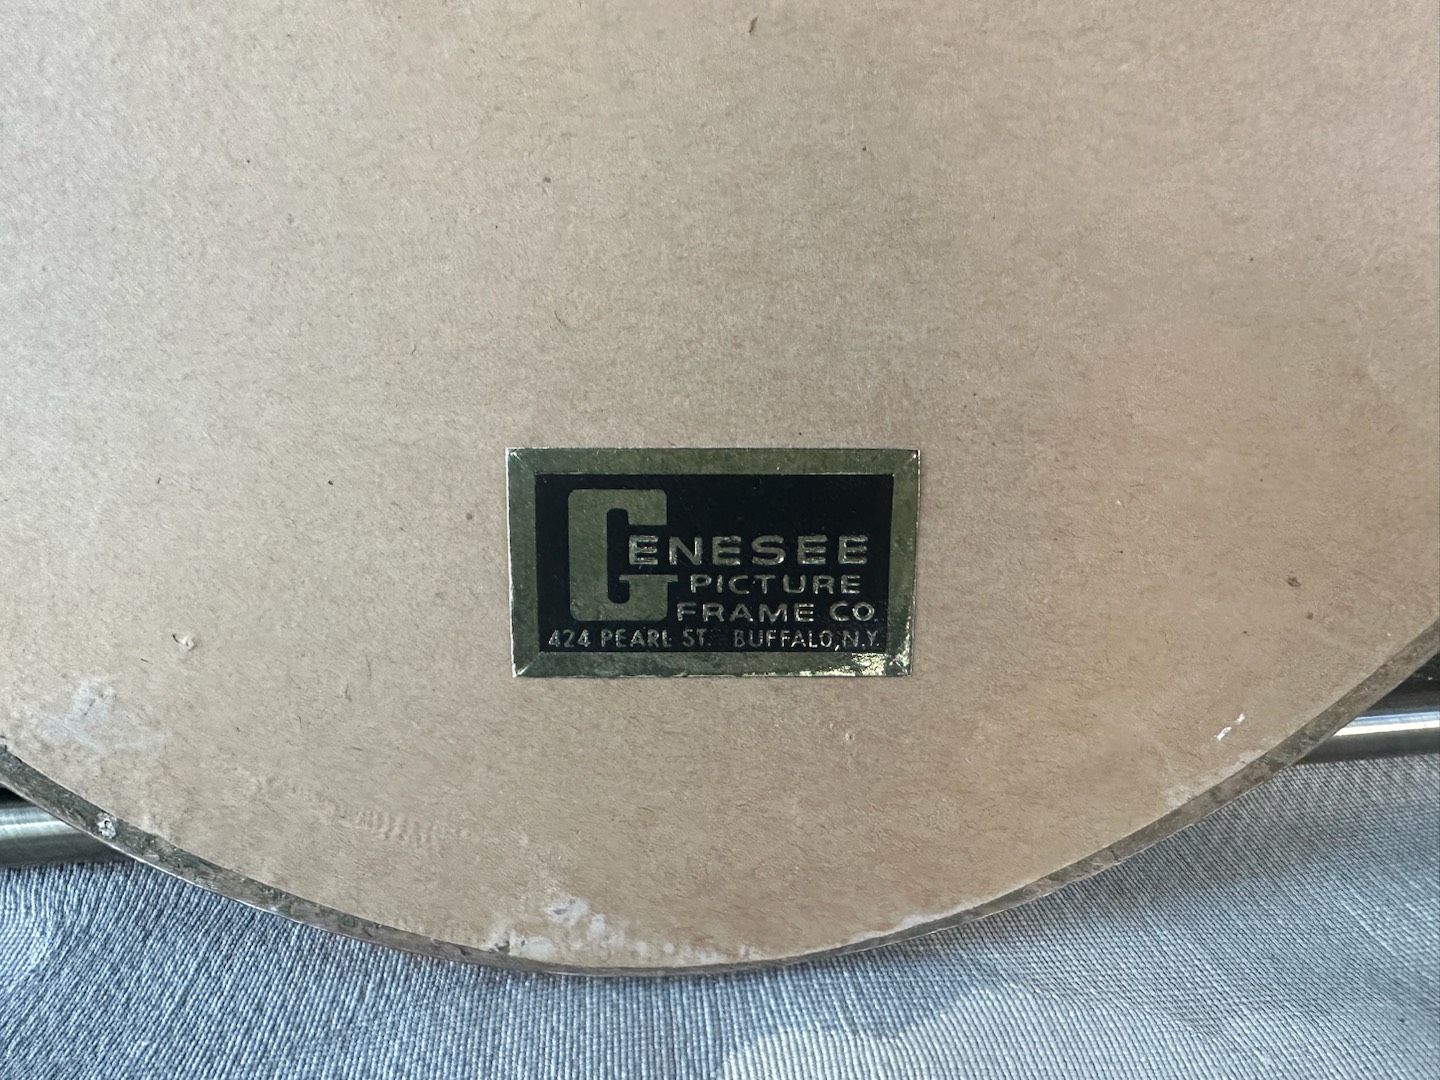 GENESEE
PICTURE
FRAME CO
424 PEARL ST. BUFFALO, N.Y.